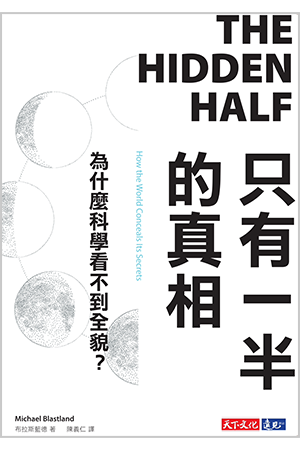 THE
HIDDEN
HALF
只有一半
的真相
How the World Conceals Its Secrets
為什麼科學看不到全貌？
Michael Blastland
布拉斯藍德 著 陳義仁 譯
天下文化 遠見